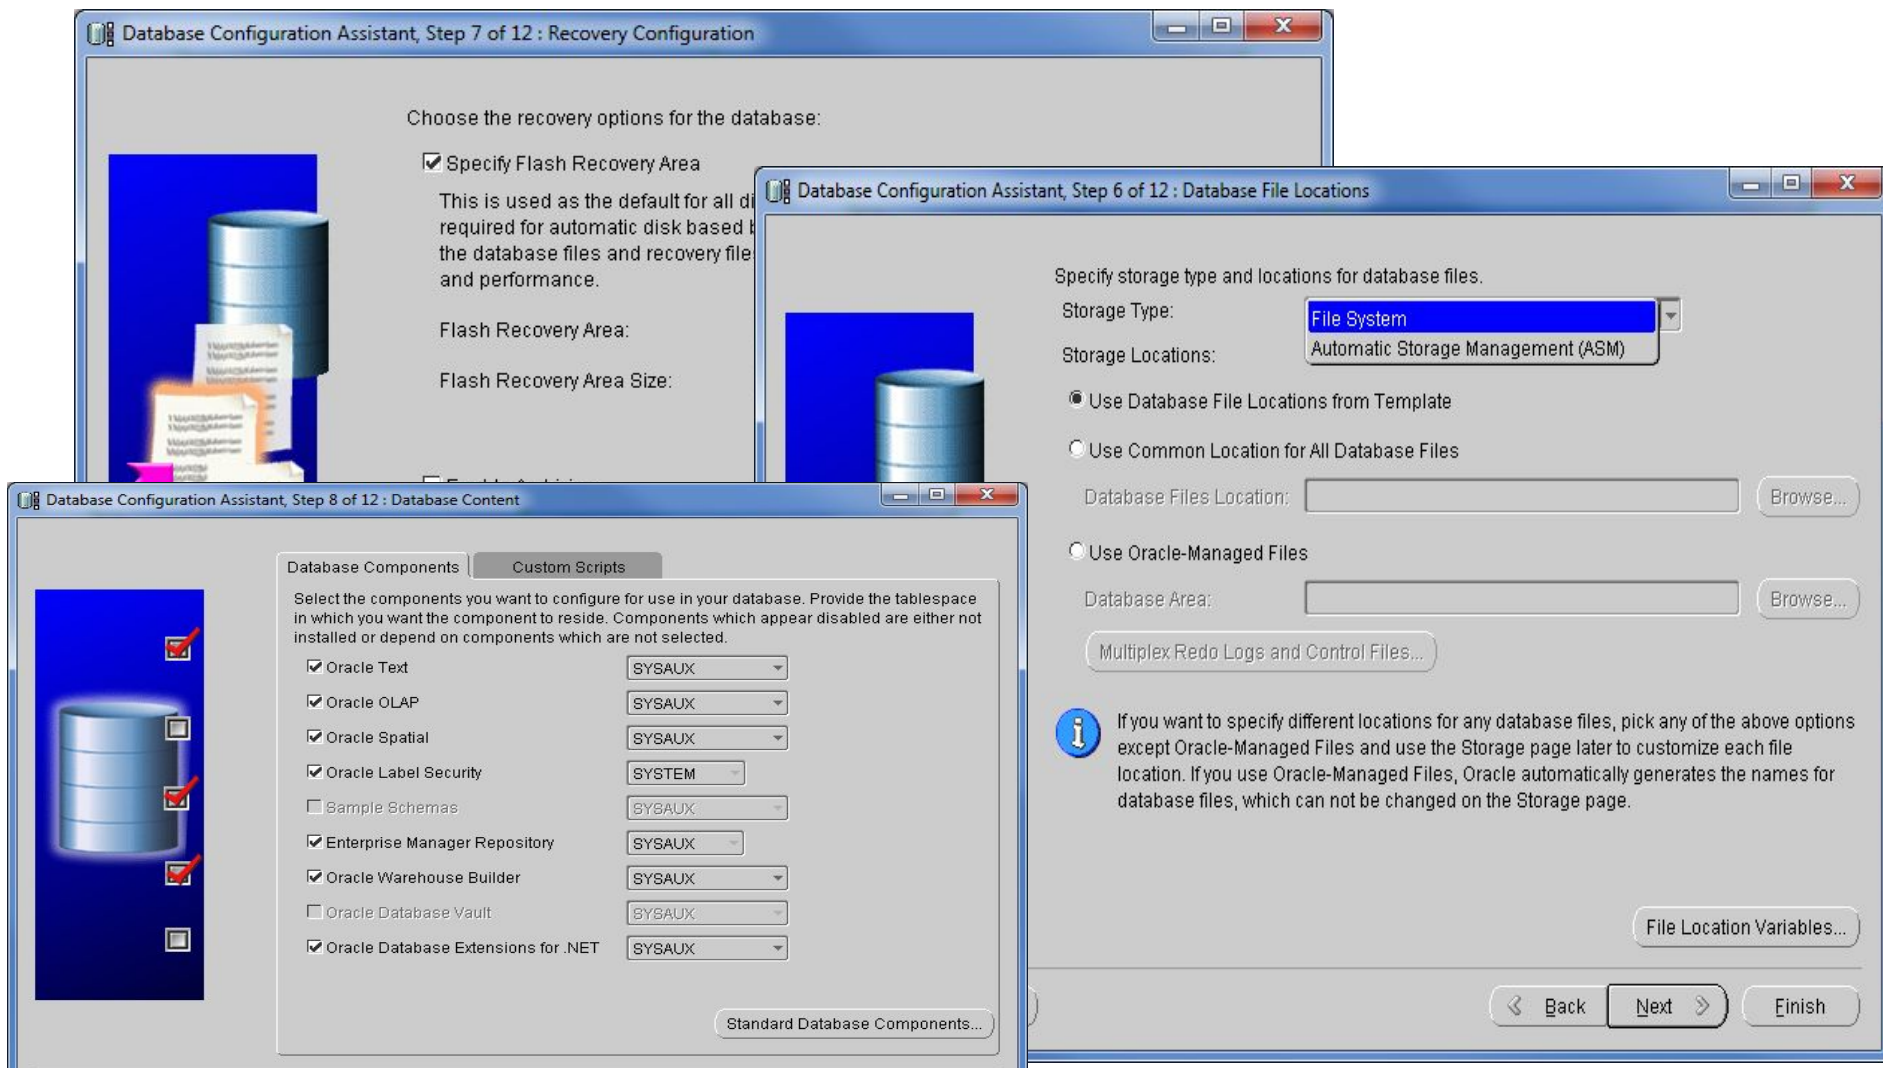 Database Configuration Assistant, Step 7 of 12 : Recovery Configuration
Choose the recovery options for the database:
Specify Flash Recovery Area
This is used as the default for all di
required for automatic disk based
the database files and recovery file
and performance.
Flash Recovery Area:
Flash Recovery Area Size:
Database Configuration Assistant, Step 6 of 12 : Database File Locations
Specify storage type and locations for database files.
Storage Type:
File System
Automatic Storage Management (ASM)
Storage Locations:
Use Database File Locations from Template
Use Common Location for All Database Files
Database Files Location:
Browse...
Use Oracle-Managed Files
Database Area:
Browse...
Multiplex Redo Logs and Control Files...
If you want to specify different locations for any database files, pick any of the above options
except Oracle-Managed Files and use the Storage page later to customize each file
location. If you use Oracle-Managed Files, Oracle automatically generates the names for
database files, which can not be changed on the Storage page.
File Location Variables...
Back
Next
Finish
Database Configuration Assistant, Step 8 of 12 : Database Content
Database Components
Custom Scripts
Select the components you want to configure for use in your database. Provide the tablespace
in which you want the component to reside. Components which appear disabled are either not
installed or depend on components which are not selected.
Oracle Text SYSAUX
Oracle OLAP SYSAUX
Oracle Spatial SYSAUX
Oracle Label Security SYSTEM
Sample Schemas SYSAUX
Enterprise Manager Repository SYSAUX
Oracle Warehouse Builder SYSAUX
Oracle Database Vault SYSAUX
Oracle Database Extensions for .NET SYSAUX
Standard Database Components...